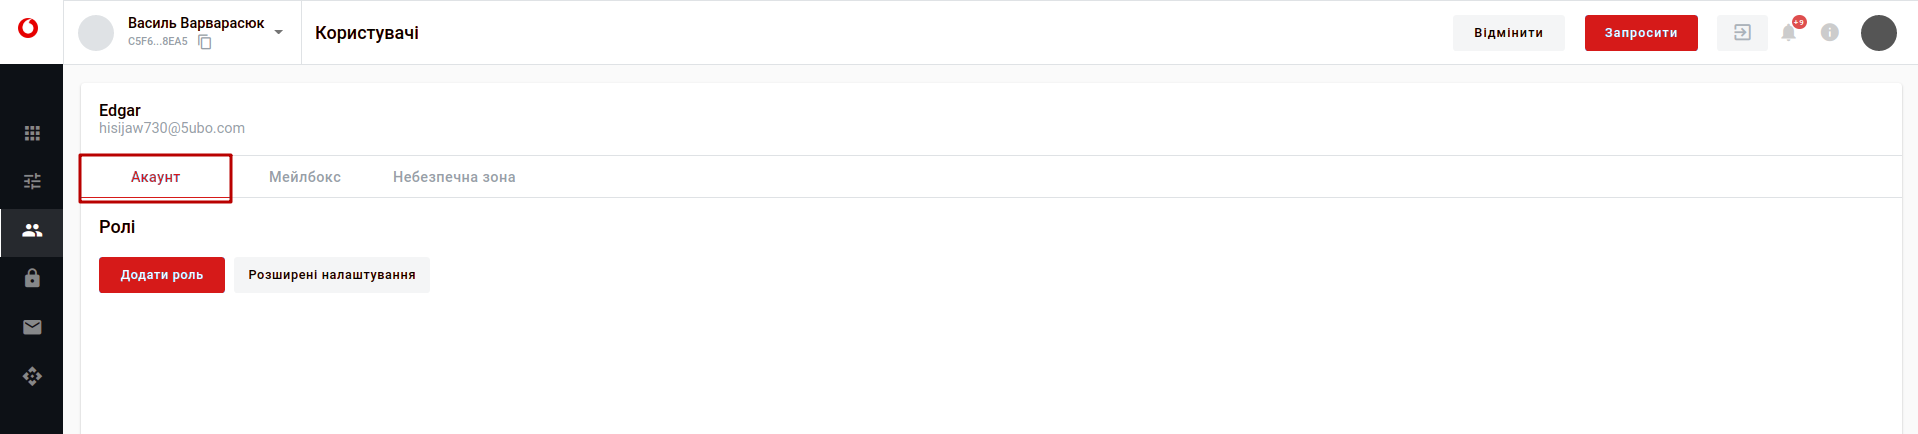 Василь Варварасюк
C5F6...8EA5
Користувачі
Відмінити
Запросити
+9
Edgar
hisijaw730@5ubo.com
Акаунт
Мейлбокс
Небезпечна зона
Ролі
Додати роль
Розширені налаштування